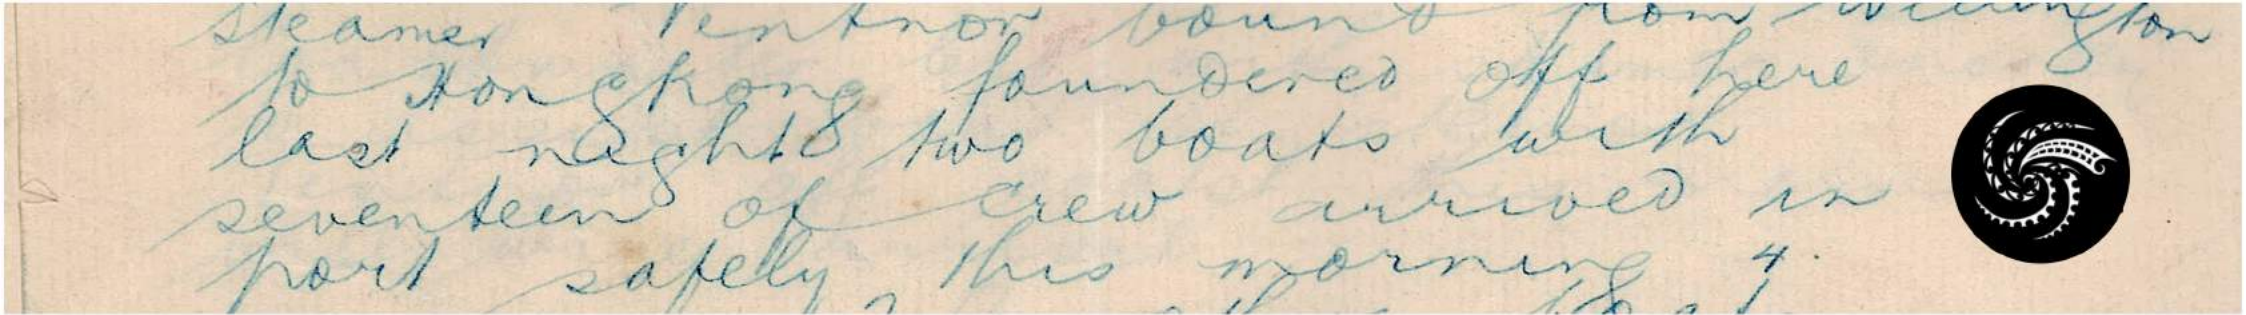 steamer Ventnor bound from Wellington
to Hongkong foundered off here
last night & two boats with
seventeen of crew arrived in
port safely this morning 4.